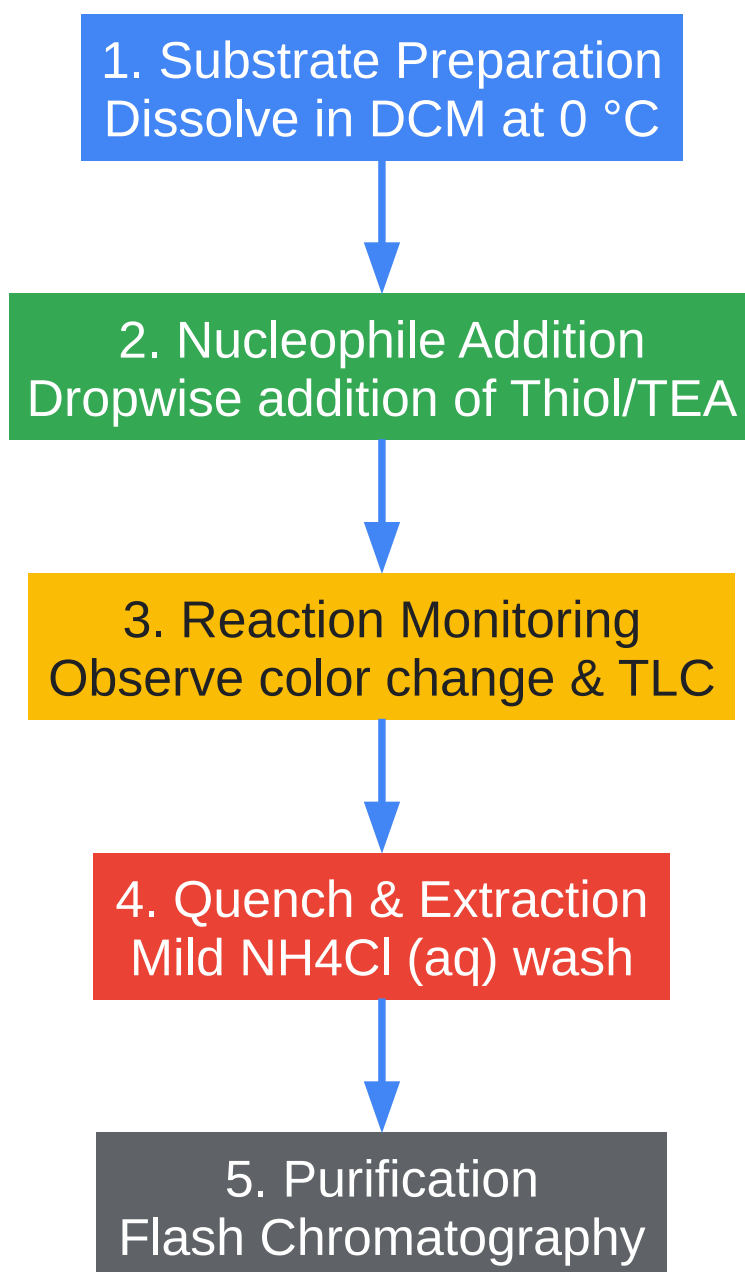 1. Substrate Preparation
Dissolve in DCM at 0 °C
2. Nucleophile Addition
Dropwise addition of Thiol/TEA
3. Reaction Monitoring
Observe color change & TLC
4. Quench & Extraction
Mild NH4Cl (aq) wash
5. Purification
Flash Chromatography